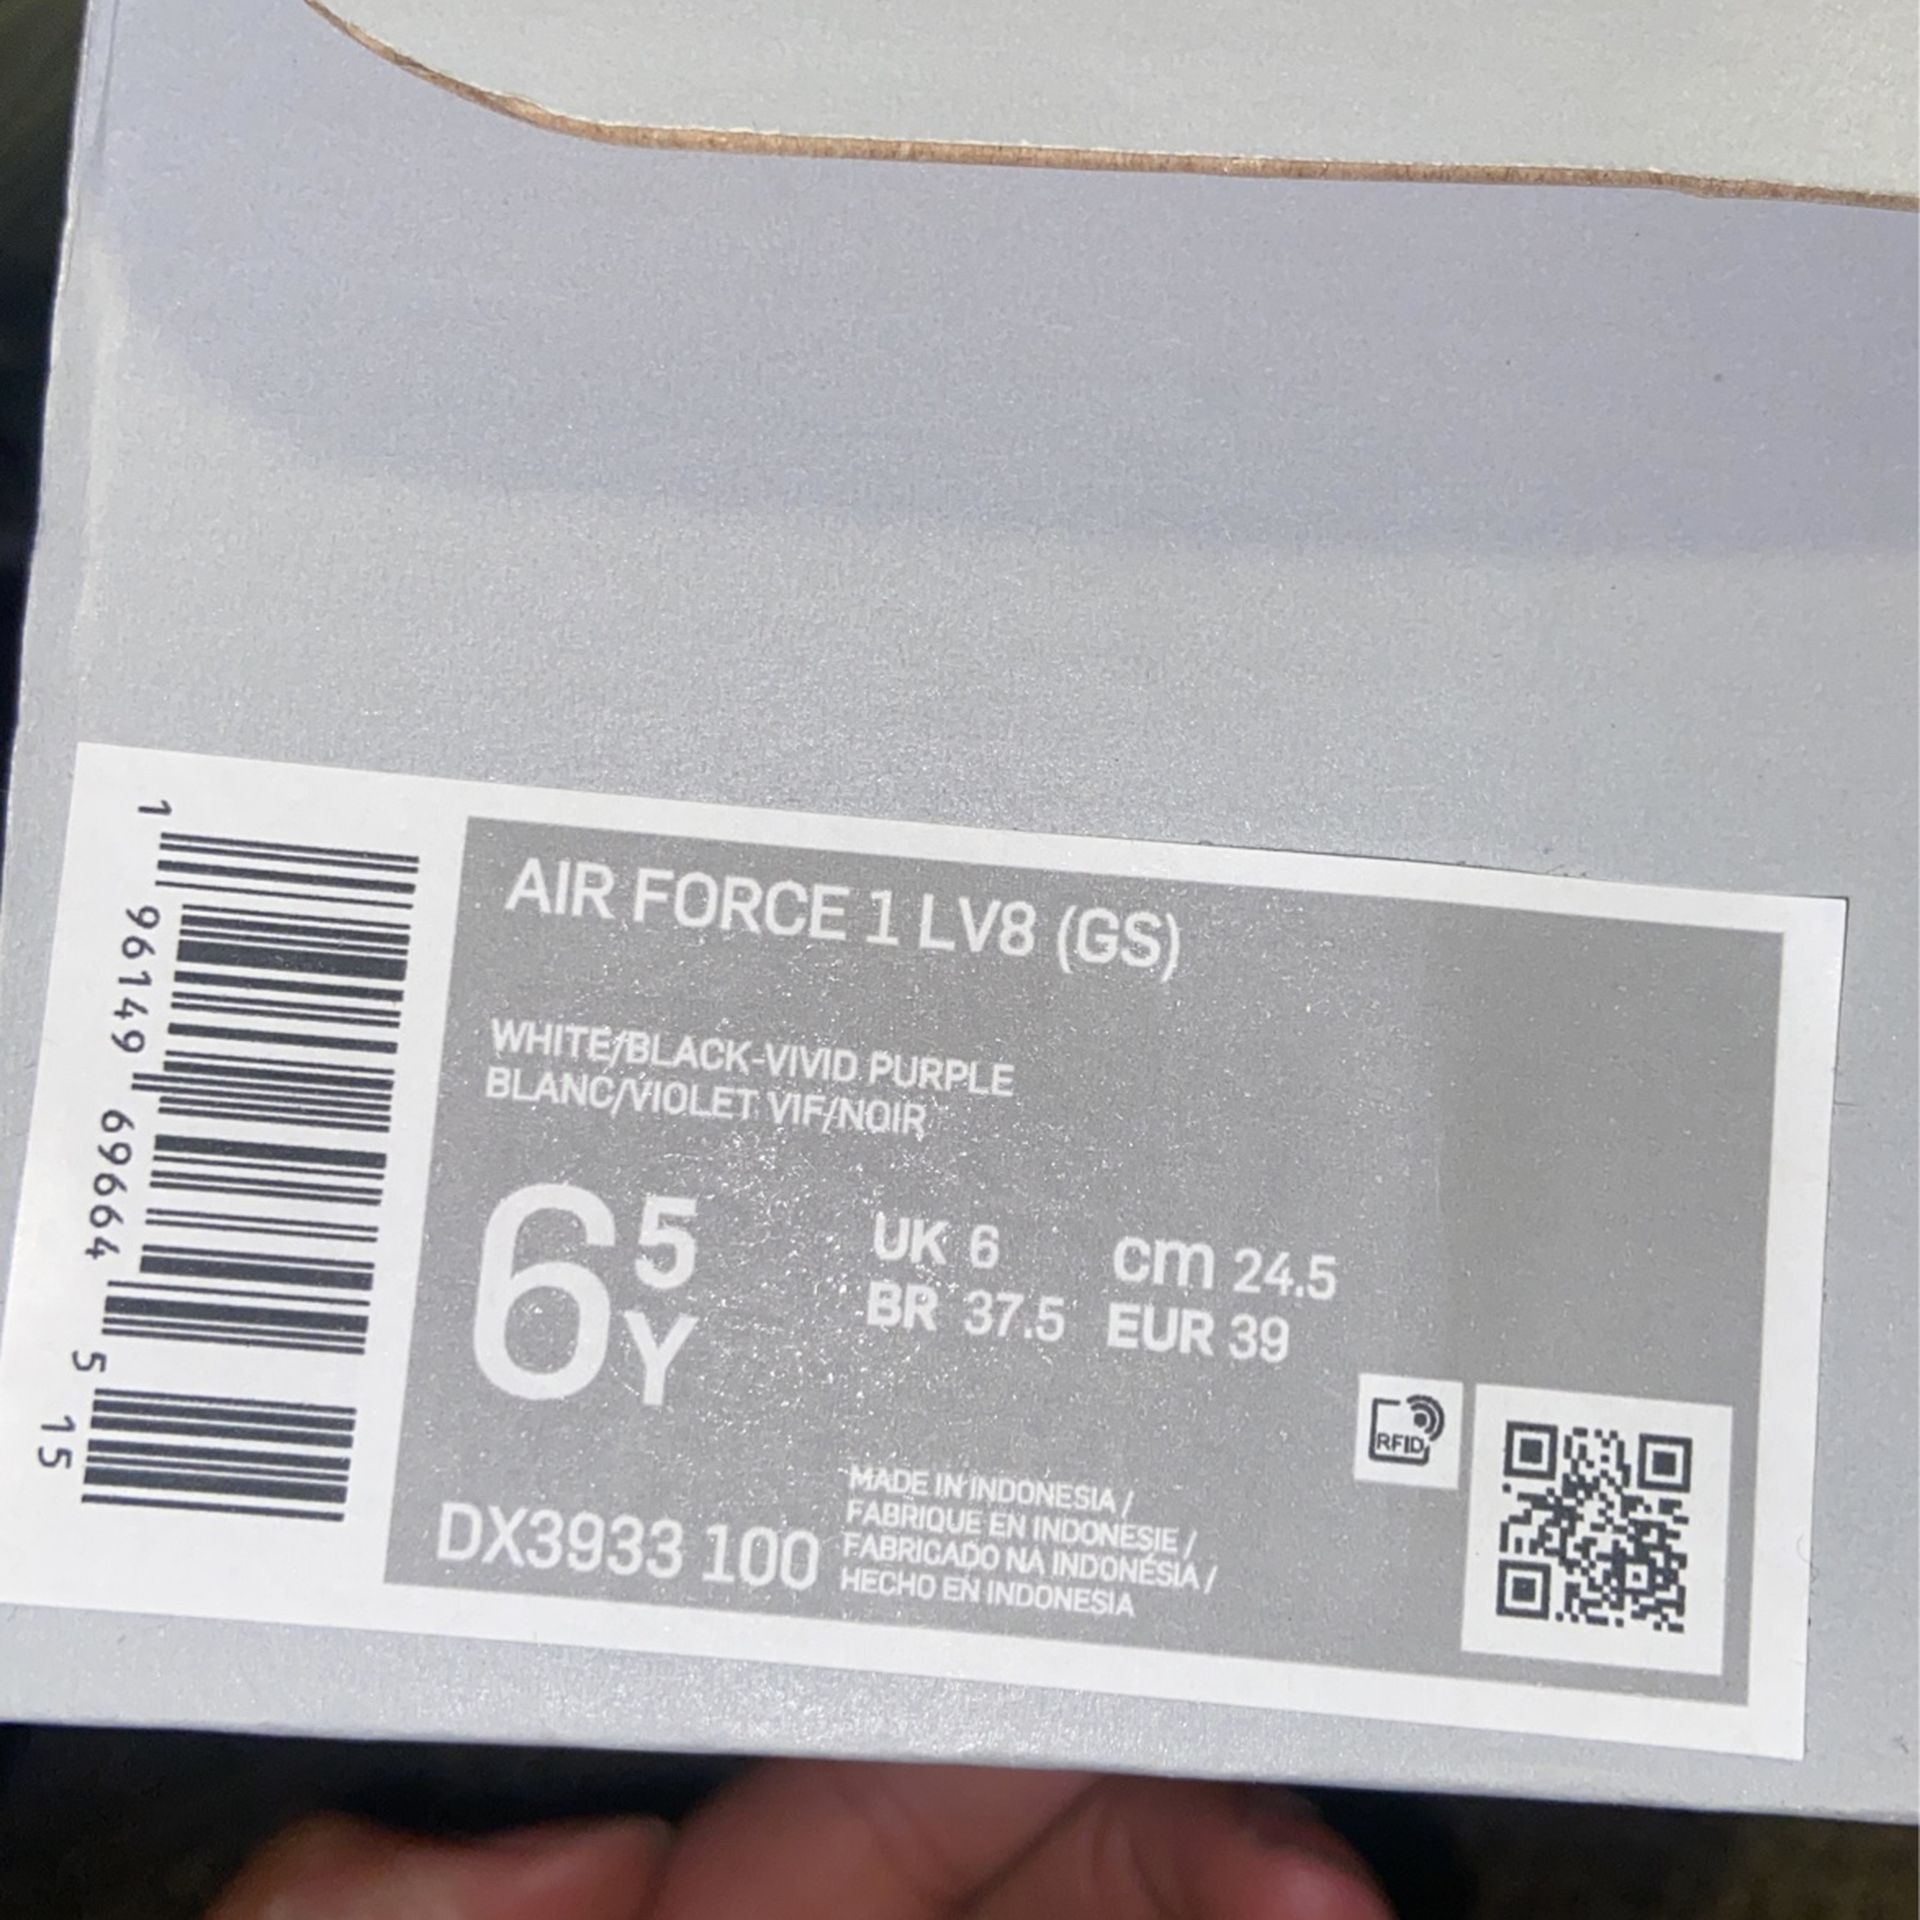 AIR FORCE 1 LV8 (GS)
WHITE/BLACK-VIVID PURPLE
BLANC/VIOLET VIF/NOIR
6 5 Y
UK 6 cm 24.5
BR 37.5 EUR 39
DX3933 100
MADE IN INDONESIA /
FABRIQUE EN INDONESIE /
FABRICADO NA INDONÉSIA /
HECHO EN INDONESIA
RFID
1 96149 69664 5 15